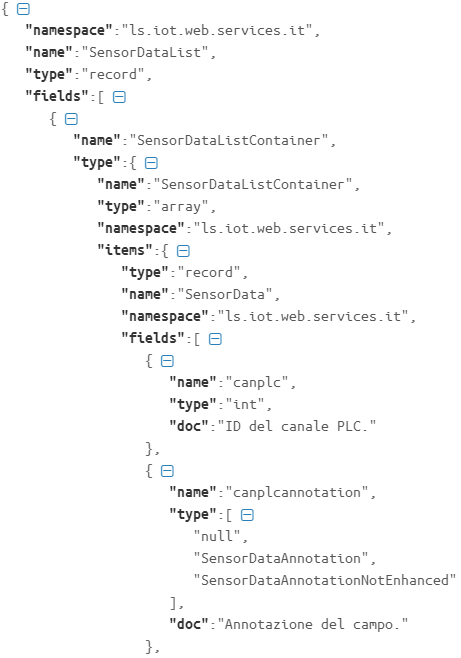 {
"namespace":"ls.iot.web.services.it",
"name":"SensorDataList",
"type":"record",
"fields":[
{
"name":"SensorDataListContainer",
"type":{
"name":"SensorDataListContainer",
"type":"array",
"namespace":"ls.iot.web.services.it",
"items":{
"type":"record",
"name":"SensorData",
"namespace":"ls.iot.web.services.it",
"fields":[
{
"name":"canplc",
"type":"int",
"doc":"ID del canale PLC."
},
{
"name":"canplcannotation",
"type":[
"null",
"SensorDataAnnotation",
"SensorDataAnnotationNotEnhanced"
],
"doc":"Annotazione del campo."
},